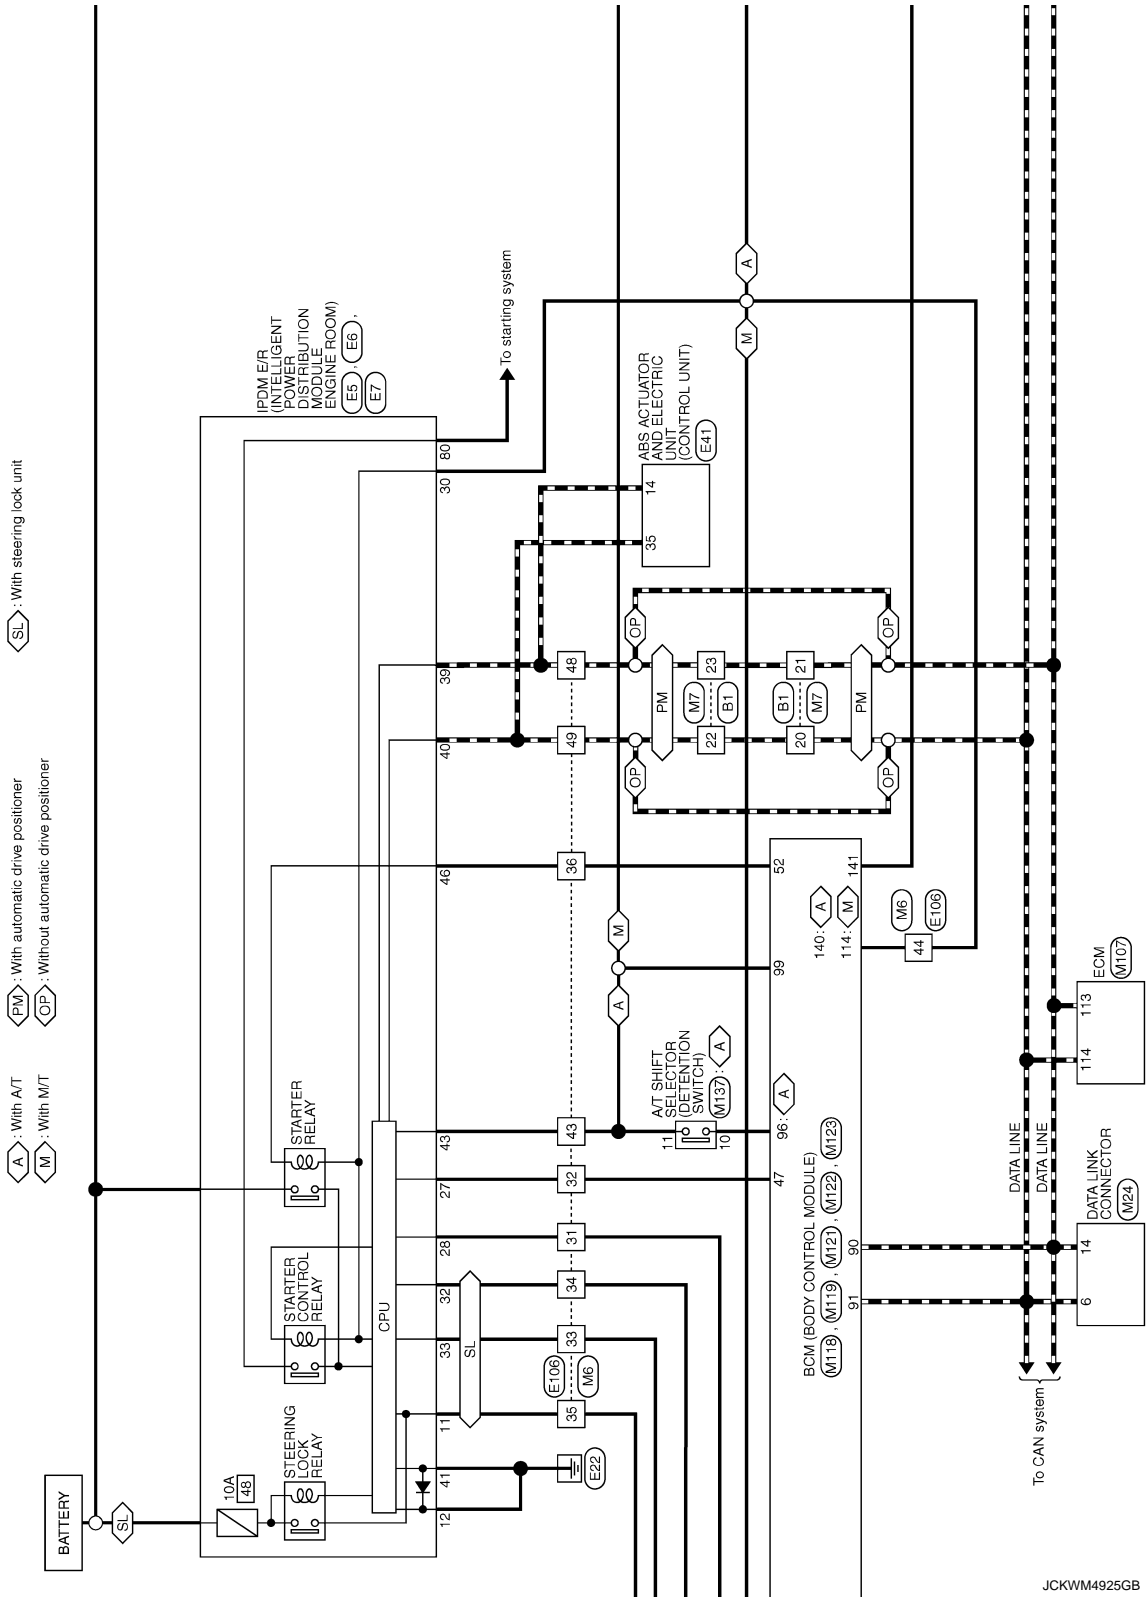 A : With A/T
M : With M/T
PM : With automatic drive positioner
OP : Without automatic drive positioner
SL : With steering lock unit
BATTERY
SL
10A
48
STEERING
LOCK
RELAY
STARTER
CONTROL
RELAY
STARTER
RELAY
CPU
IPDM E/R
(INTELLIGENT
POWER
DISTRIBUTION
MODULE
ENGINE ROOM)
E5 , E6 ,
E7
12
41
11
33
32
28
27
43
46
40
39
30
80
To starting system
SL
E22
E106
M6
35
33
34
31
32
43
36
49
48
A
M
OP
OP
PM
M7
B1
22
23
B1
M7
20
21
PM
OP
OP
35
14
ABS ACTUATOR
AND ELECTRIC
UNIT
(CONTROL UNIT)
E41
M
A
11
10
A/T SHIFT
SELECTOR
(DETENTION
SWITCH)
M137 : A
47
96: A
99
52
BCM (BODY CONTROL MODULE)
M118 , M119 , M121 , M122 , M123
140: A
114: M
141
91
90
44
M6
E106
DATA LINE
DATA LINE
To CAN system
6
14
DATA LINK
CONNECTOR
M24
114
113
ECM
M107
JCKWM4925GB